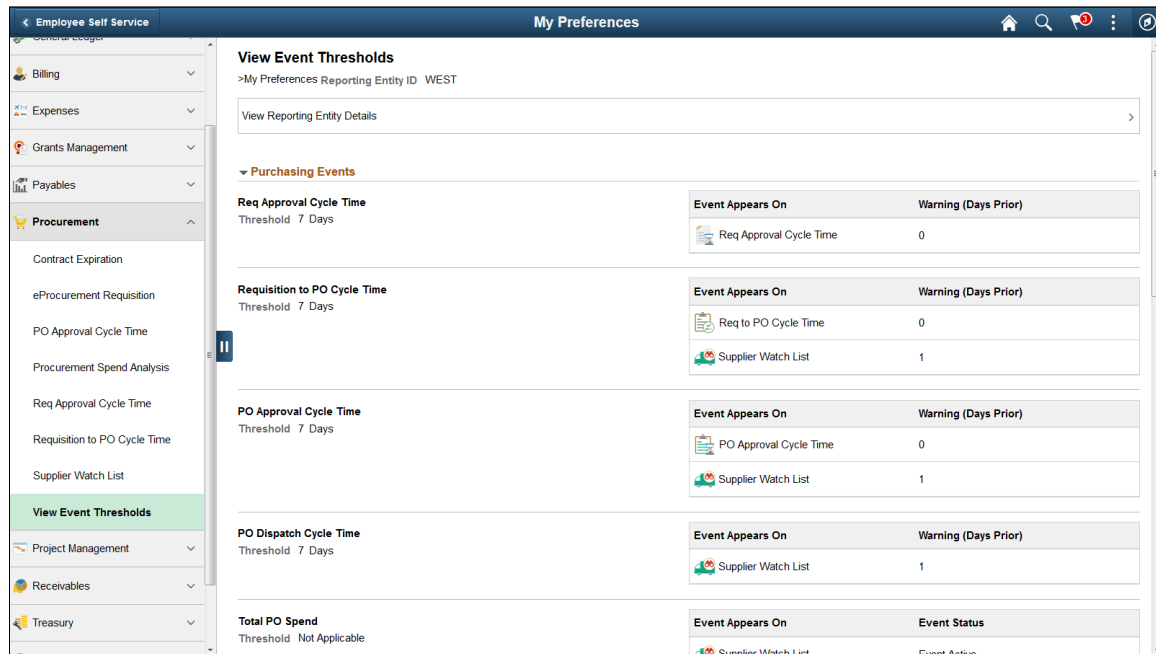 Employee Self Service
My Preferences
3
General Ledger
Billing
Expenses
Grants Management
Payables
Procurement
Contract Expiration
eProcurement Requisition
PO Approval Cycle Time
Procurement Spend Analysis
Req Approval Cycle Time
Requisition to PO Cycle Time
Supplier Watch List
View Event Thresholds
Project Management
Receivables
Treasury
View Event Thresholds
>My Preferences Reporting Entity ID WEST
View Reporting Entity Details
Purchasing Events
Req Approval Cycle Time
Threshold 7 Days
Event Appears On Warning (Days Prior)
Req Approval Cycle Time 0
Requisition to PO Cycle Time
Threshold 7 Days
Event Appears On Warning (Days Prior)
Req to PO Cycle Time 0
Supplier Watch List 1
PO Approval Cycle Time
Threshold 7 Days
Event Appears On Warning (Days Prior)
PO Approval Cycle Time 0
Supplier Watch List 1
PO Dispatch Cycle Time
Threshold 7 Days
Event Appears On Warning (Days Prior)
Supplier Watch List 1
Total PO Spend
Threshold Not Applicable
Event Appears On Event Status
Supplier Watch List Event Active